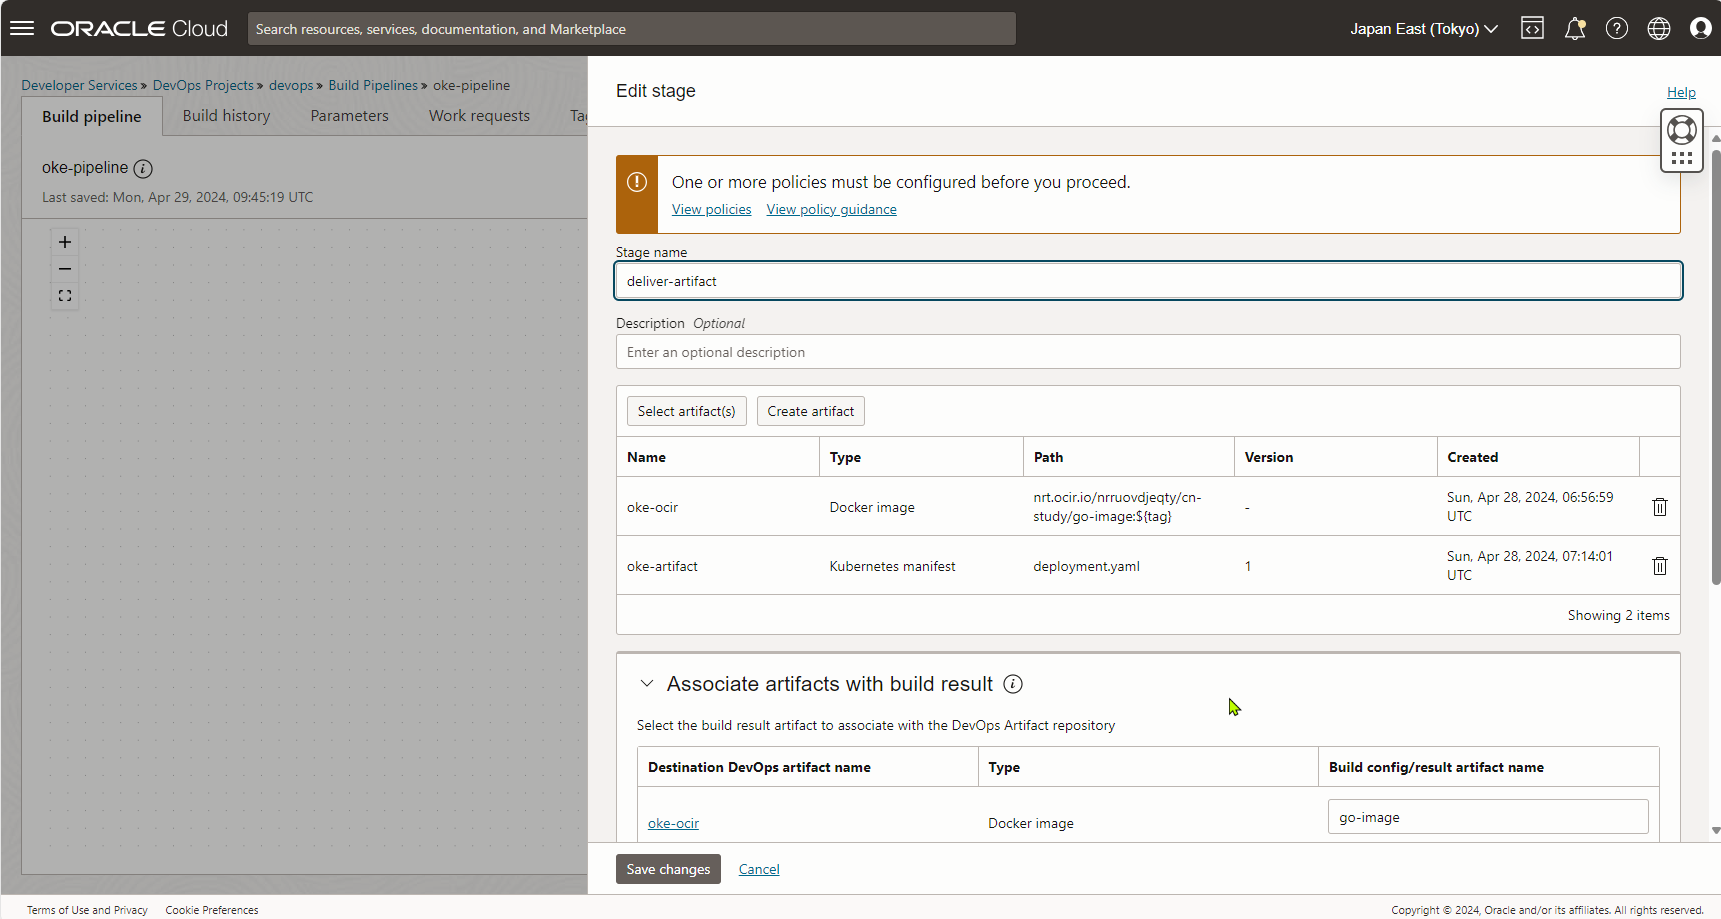 ORACLE Cloud
Search resources, services, documentation, and Marketplace
Japan East (Tokyo)
Developer Services » DevOps Projects » devops » Build Pipelines » oke-pipeline
Build pipeline
Build history
Parameters
Work requests
Ta
oke-pipeline
Last saved: Mon, Apr 29, 2024, 09:45:19 UTC
Edit stage
Help
One or more policies must be configured before you proceed.
View policies View policy guidance
Stage name
deliver-artifact
Description Optional
Enter an optional description
Select artifact(s) Create artifact
Name Type Path Version Created
oke-ocir Docker image nrt.ocir.io/nrruovdjeqty/cn-study/go-image:${tag} - Sun, Apr 28, 2024, 06:56:59 UTC
oke-artifact Kubernetes manifest deployment.yaml 1 Sun, Apr 28, 2024, 07:14:01 UTC
Showing 2 items
Associate artifacts with build result
Select the build result artifact to associate with the DevOps Artifact repository
Destination DevOps artifact name Type Build config/result artifact name
oke-ocir Docker image go-image
Save changes Cancel
Terms of Use and Privacy Cookie Preferences
Copyright © 2024, Oracle and/or its affiliates. All rights reserved.